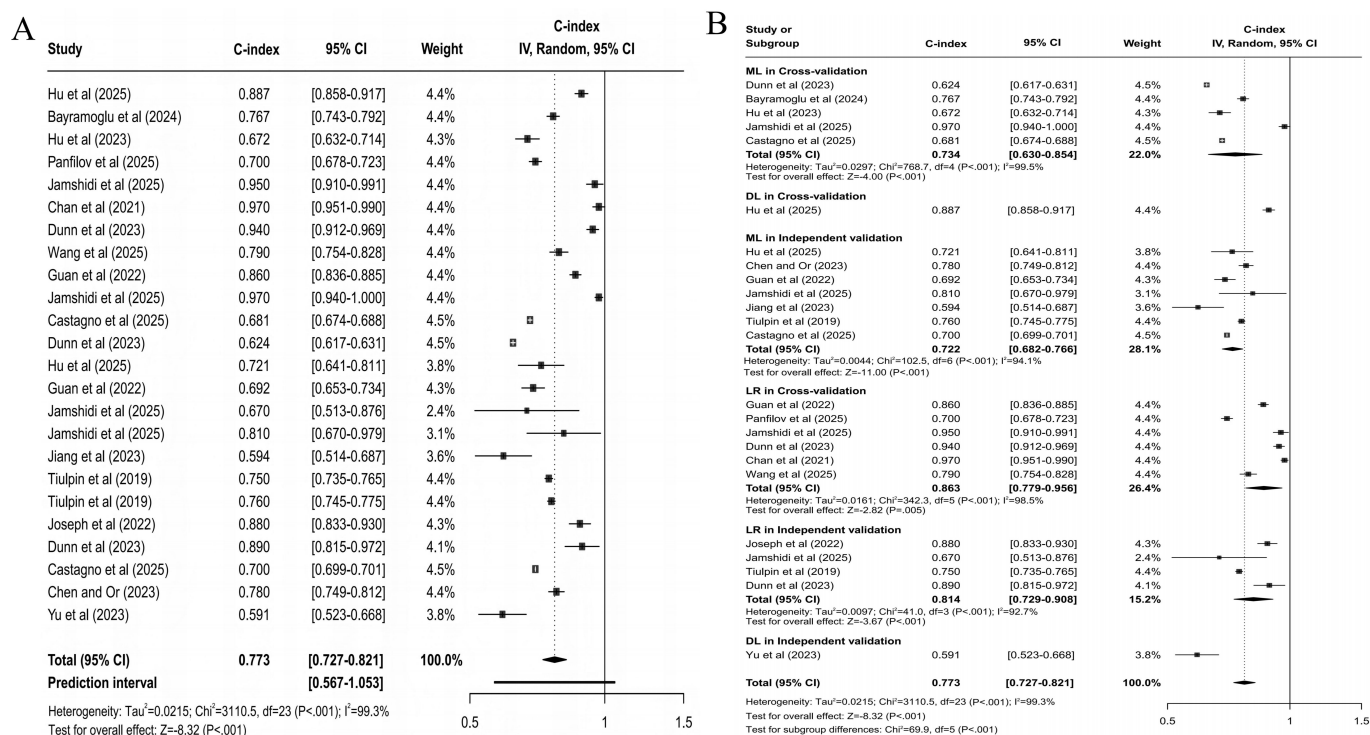 A
C-index
Study C-index 95% CI Weight IV, Random, 95% CI
Hu et al (2025) 0.887 [0.858-0.917] 4.4%
Bayramoglu et al (2024) 0.767 [0.743-0.792] 4.4%
Hu et al (2023) 0.672 [0.632-0.714] 4.3%
Panfilov et al (2025) 0.700 [0.678-0.723] 4.4%
Jamshidi et al (2025) 0.950 [0.910-0.991] 4.4%
Chan et al (2021) 0.970 [0.951-0.990] 4.4%
Dunn et al (2023) 0.940 [0.912-0.969] 4.4%
Wang et al (2025) 0.790 [0.754-0.828] 4.4%
Guan et al (2022) 0.860 [0.836-0.885] 4.4%
Jamshidi et al (2025) 0.970 [0.940-1.000] 4.4%
Castagno et al (2025) 0.681 [0.674-0.688] 4.5%
Dunn et al (2023) 0.624 [0.617-0.631] 4.5%
Hu et al (2025) 0.721 [0.641-0.811] 3.8%
Guan et al (2022) 0.692 [0.653-0.734] 4.3%
Jamshidi et al (2025) 0.670 [0.513-0.876] 2.4%
Jamshidi et al (2025) 0.810 [0.670-0.979] 3.1%
Jiang et al (2023) 0.594 [0.514-0.687] 3.6%
Tiulpin et al (2019) 0.750 [0.735-0.765] 4.4%
Tiulpin et al (2019) 0.760 [0.745-0.775] 4.4%
Joseph et al (2022) 0.880 [0.833-0.930] 4.3%
Dunn et al (2023) 0.890 [0.815-0.972] 4.1%
Castagno et al (2025) 0.700 [0.699-0.701] 4.5%
Chen and Or (2023) 0.780 [0.749-0.812] 4.4%
Yu et al (2023) 0.591 [0.523-0.668] 3.8%
Total (95% CI) 0.773 [0.727-0.821] 100.0%
Prediction interval [0.567-1.053]
Heterogeneity: Tau²=0.0215; Chi²=3110.5, df=23 (P<.001); I²=99.3%
Test for overall effect: Z=-8.32 (P<.001)
0.5 1 1.5
B
Study or
Subgroup C-index 95% CI Weight
C-index
IV, Random, 95% CI
ML in Cross-validation
Dunn et al (2023) 0.624 [0.617-0.631] 4.5%
Bayramoglu et al (2024) 0.767 [0.743-0.792] 4.4%
Hu et al (2023) 0.672 [0.632-0.714] 4.3%
Jamshidi et al (2025) 0.970 [0.940-1.000] 4.4%
Castagno et al (2025) 0.681 [0.674-0.688] 4.5%
Total (95% CI) 0.734 [0.630-0.854] 22.0%
Heterogeneity: Tau²=0.0297; Chi²=768.7, df=4 (P<.001); I²=99.5%
Test for overall effect: Z=-4.00 (P<.001)
DL in Cross-validation
Hu et al (2025) 0.887 [0.858-0.917] 4.4%
ML in Independent validation
Hu et al (2025) 0.721 [0.641-0.811] 3.8%
Chen and Or (2023) 0.780 [0.749-0.812] 4.4%
Guan et al (2022) 0.692 [0.653-0.734] 4.3%
Jamshidi et al (2025) 0.810 [0.670-0.979] 3.1%
Jiang et al (2023) 0.594 [0.514-0.687] 3.6%
Tiulpin et al (2019) 0.760 [0.745-0.775] 4.4%
Castagno et al (2025) 0.700 [0.699-0.701] 4.5%
Total (95% CI) 0.722 [0.682-0.766] 28.1%
Heterogeneity: Tau²=0.0044; Chi²=102.5, df=6 (P<.001); I²=94.1%
Test for overall effect: Z=-11.00 (P<.001)
LR in Cross-validation
Guan et al (2022) 0.860 [0.836-0.885] 4.4%
Panfilov et al (2025) 0.700 [0.678-0.723] 4.4%
Jamshidi et al (2025) 0.950 [0.910-0.991] 4.4%
Dunn et al (2023) 0.940 [0.912-0.969] 4.4%
Chan et al (2021) 0.970 [0.951-0.990] 4.4%
Wang et al (2025) 0.790 [0.754-0.828] 4.4%
Total (95% CI) 0.863 [0.779-0.956] 26.4%
Heterogeneity: Tau²=0.0161; Chi²=342.3, df=5 (P<.001); I²=98.5%
Test for overall effect: Z=-2.82 (P=.005)
LR in Independent validation
Joseph et al (2022) 0.880 [0.833-0.930] 4.3%
Jamshidi et al (2025) 0.670 [0.513-0.876] 2.4%
Tiulpin et al (2019) 0.750 [0.735-0.765] 4.4%
Dunn et al (2023) 0.890 [0.815-0.972] 4.1%
Total (95% CI) 0.814 [0.729-0.908] 15.2%
Heterogeneity: Tau²=0.0097; Chi²=41.0, df=3 (P<.001); I²=92.7%
Test for overall effect: Z=-3.67 (P<.001)
DL in Independent validation
Yu et al (2023) 0.591 [0.523-0.668] 3.8%
Total (95% CI) 0.773 [0.727-0.821] 100.0%
Heterogeneity: Tau²=0.0215; Chi²=3110.5, df=23 (P<.001); I²=99.3%
Test for overall effect: Z=-8.32 (P<.001)
Test for subgroup differences: Chi²=69.9, df=5 (P<.001)
0.5 1 1.5